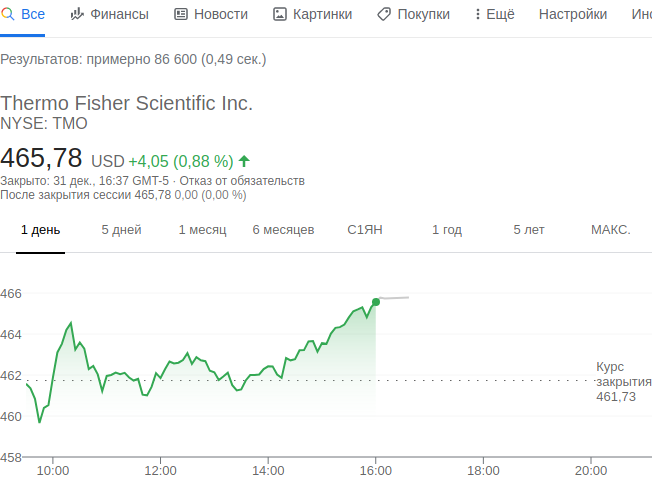 Все Финансы Новости Картинки Покупки Ещё Настройки
Результатов: примерно 86 600 (0,49 сек.)
Thermo Fisher Scientific Inc.
NYSE: TMO
465,78 USD +4,05 (0,88 %)
Закрыто: 31 дек., 16:37 GMT-5 · Отказ от обязательств
После закрытия сессии 465,78 0,00 (0,00 %)
1 день 5 дней 1 месяц 6 месяцев С1ЯН 1 год 5 лет МАКС.
466
464
462
460
458
Курс
закрытия
461,73
10:00 12:00 14:00 16:00 18:00 20:00